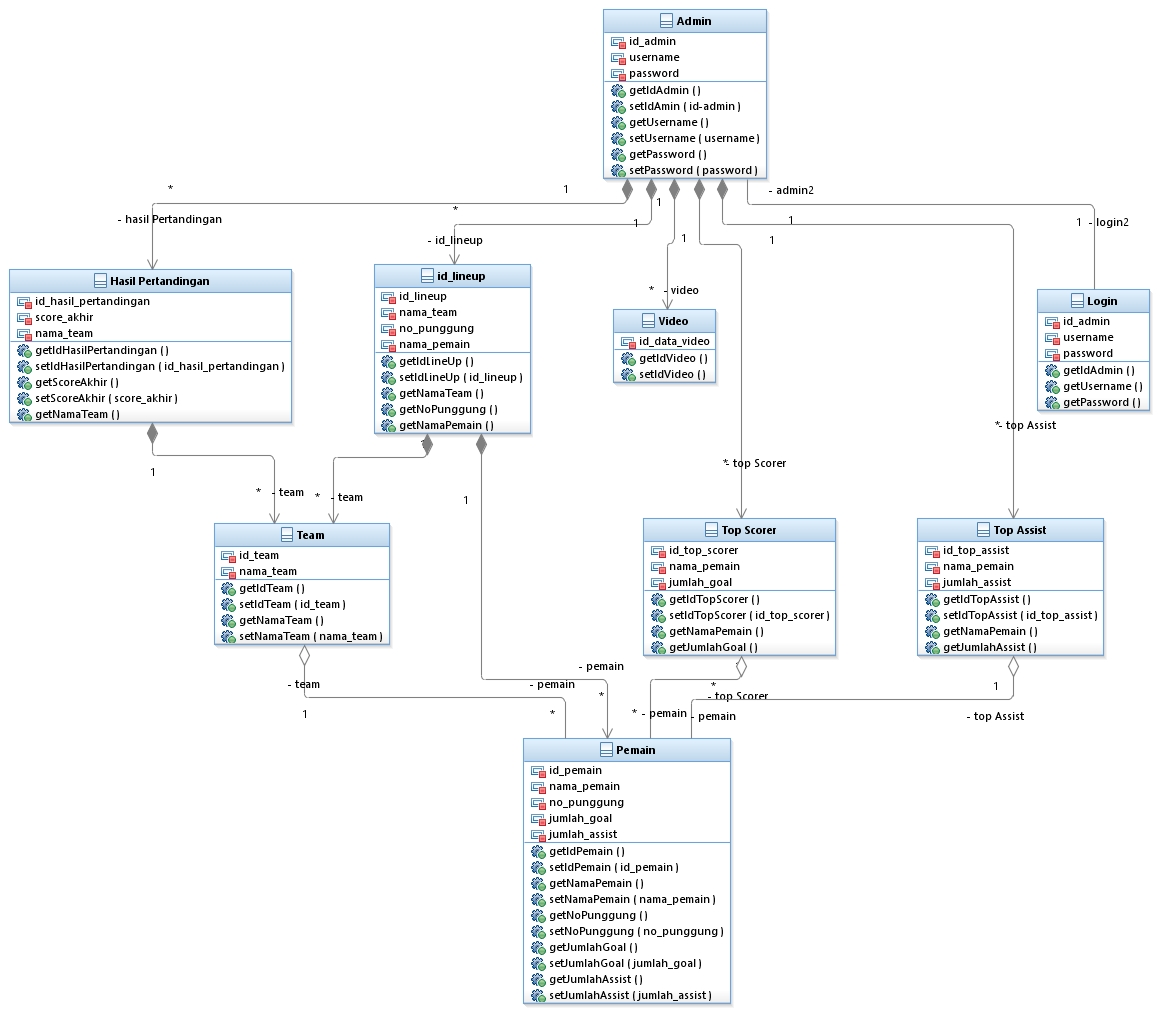 Admin
id_admin
username
password
getIdAdmin ( )
setIdAmin ( id-admin )
getUsername ( )
setUsername ( username )
getPassword ( )
setPassword ( password )
*
1
- hasil Pertandingan
*
1
- id_lineup
1
1
* - video
1
1
- admin2
1 - login2
Hasil Pertandingan
id_hasil_pertandingan
score_akhir
nama_team
getIdHasilPertandingan ( )
setIdHasilPertandingan ( id_hasil_pertandingan )
getScoreAkhir ( )
setScoreAkhir ( score_akhir )
getNamaTeam ( )
id_lineup
id_lineup
nama_team
no_punggung
nama_pemain
getIdLineUp ( )
setIdLineUp ( id_lineup )
getNamaTeam ( )
getNoPunggung ( )
getNamaPemain ( )
Video
id_data_video
getIdVideo ( )
setIdVideo ( )
Login
id_admin
username
password
getIdAdmin ( )
getUsername ( )
getPassword ( )
*- top Assist
*- top Scorer
1
* - team
* - team
1
Team
id_team
nama_team
getIdTeam ( )
setIdTeam ( id_team )
getNamaTeam ( )
setNamaTeam ( nama_team )
Top Scorer
id_top_scorer
nama_pemain
jumlah_goal
getIdTopScorer ( )
setIdTopScorer ( id_top_scorer )
getNamaPemain ( )
getJumlahGoal ( )
Top Assist
id_top_assist
nama_pemain
jumlah_assist
getIdTopAssist ( )
setIdTopAssist ( id_top_assist )
getNamaPemain ( )
getJumlahAssist ( )
- team
1
- pemain
*
- pemain
*
*
- top Scorer
* - pemain
- pemain
1
- top Assist
Pemain
id_pemain
nama_pemain
no_punggung
jumlah_goal
jumlah_assist
getIdPemain ( )
setIdPemain ( id_pemain )
getNamaPemain ( )
setNamaPemain ( nama_pemain )
getNoPunggung ( )
setNoPunggung ( no_punggung )
getJumlahGoal ( )
setJumlahGoal ( jumlah_goal )
getJumlahAssist ( )
setJumlahAssist ( jumlah_assist )